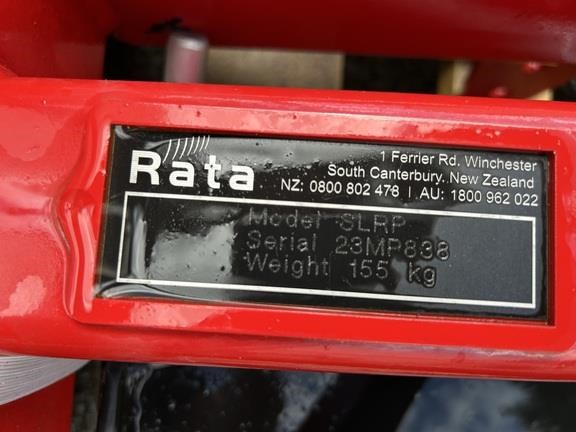 Rata
1 Ferrier Rd. Winchester
South Canterbury. New Zealand
NZ: 0800 802 476 | AU: 1800 962 022
Model SLRP
Serial 23MP838
Weight 155 kg